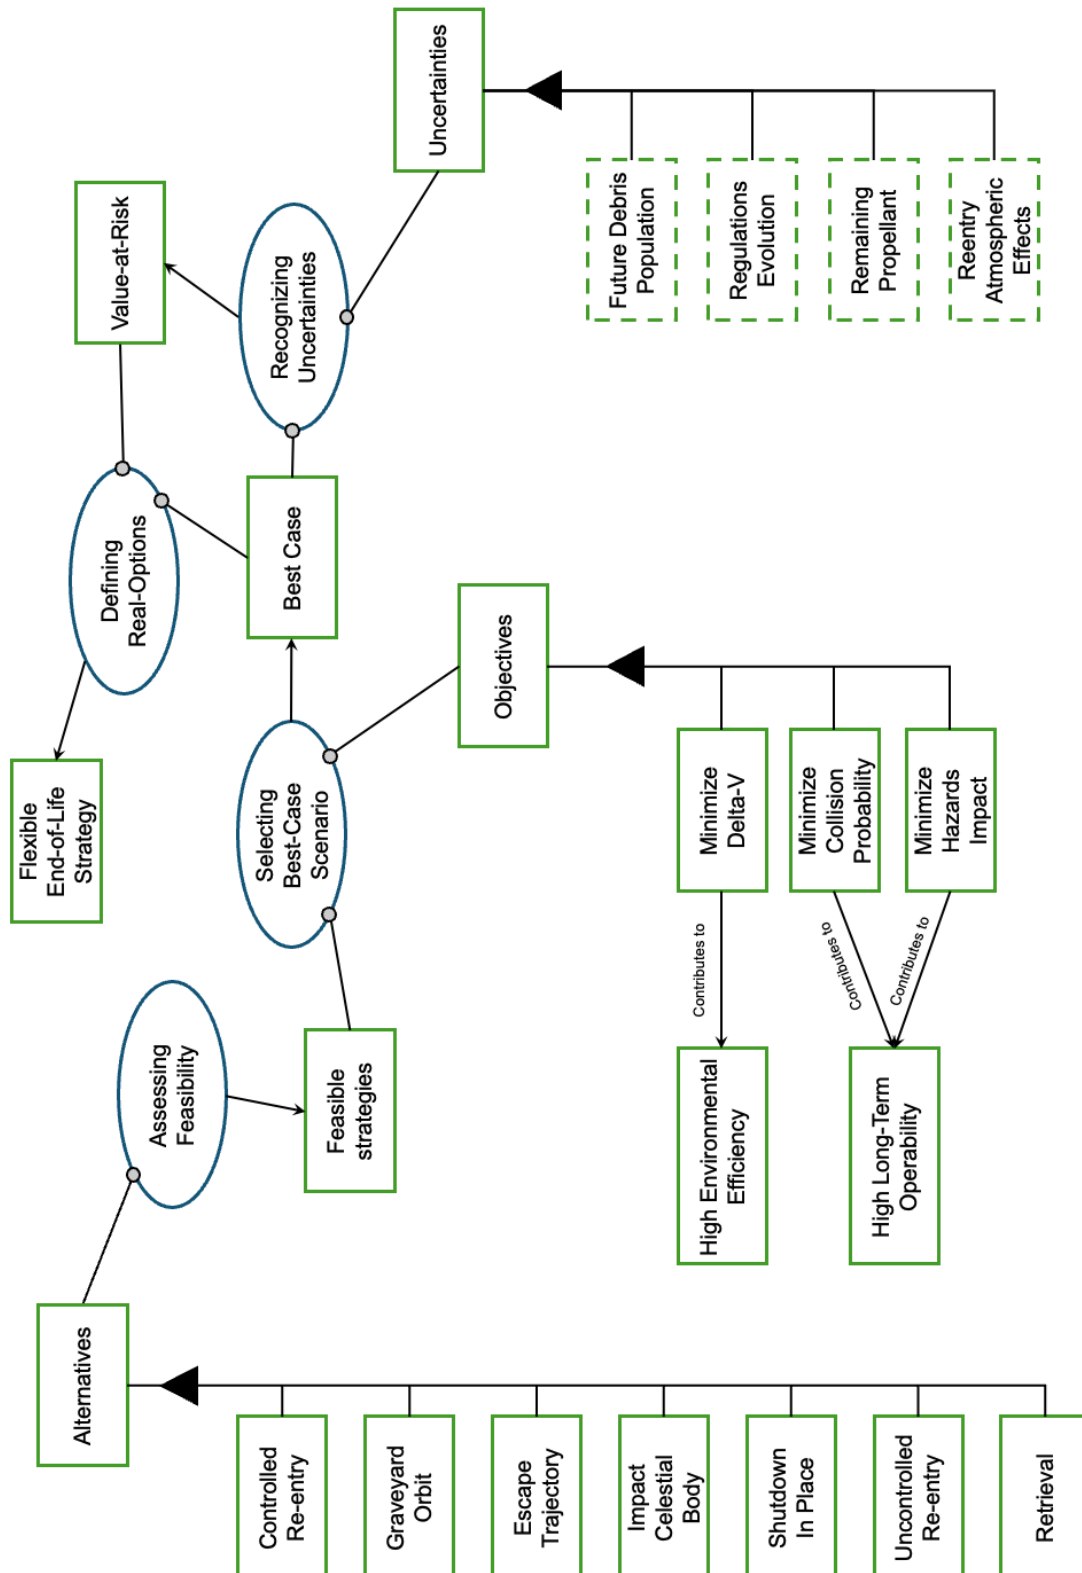 Alternatives
Controlled
Re-entry
Graveyard
Orbit
Escape
Trajectory
Impact
Celestial
Body
Shutdown
In Place
Uncontrolled
Re-entry
Retrieval
Assessing
Feasibility
Feasible
strategies
Flexible
End-of-Life
Strategy
Selecting
Best-Case
Scenario
Objectives
Minimize
Delta-V
Minimize
Collision
Probability
Minimize
Hazards
Impact
Contributes to
Contributes to
Contributes to
High Environmental
Efficiency
High Long-Term
Operability
Defining
Real-Options
Best Case
Value-at-Risk
Recognizing
Uncertainties
Uncertainties
Future Debris
Population
Regulations
Evolution
Remaining
Propellant
Reentry
Atmospheric
Effects